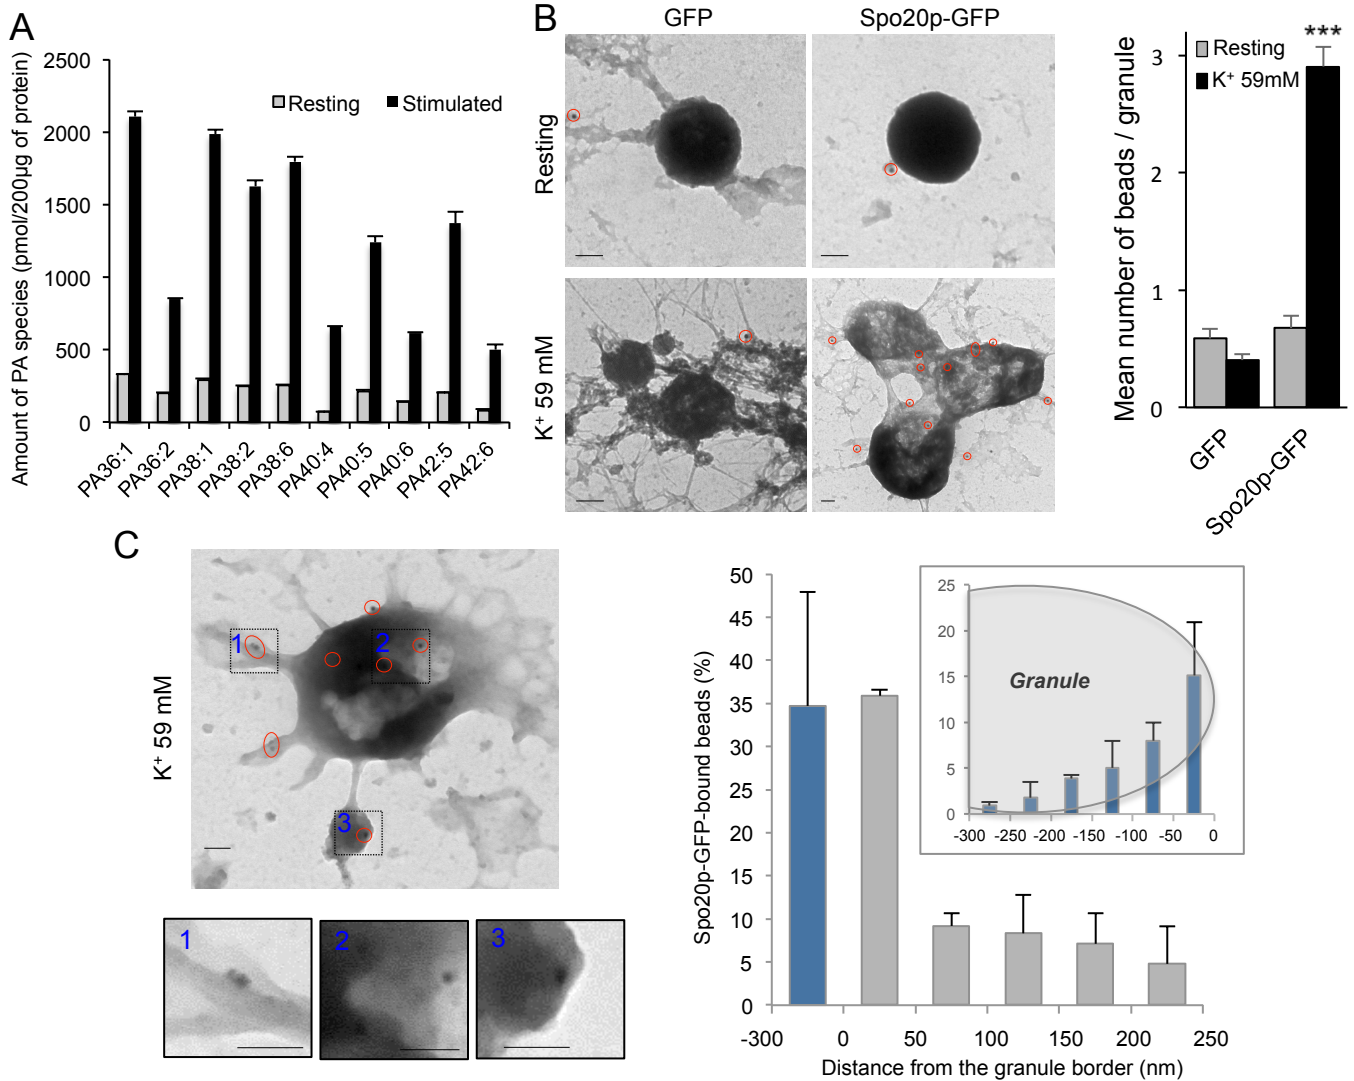 A
Amount of PA species (pmol/200µg of protein)
2500
2000
1500
1000
500
0
Resting
Stimulated
PA36:1
PA36:2
PA38:1
PA38:2
PA38:6
PA40:4
PA40:5
PA40:6
PA42:5
PA42:6
B
GFP
Spo20p-GFP
Resting
K⁺ 59 mM
Mean number of beads / granule
3
2
1
0
Resting
K⁺ 59mM
***
GFP
Spo20p-GFP
C
K⁺ 59 mM
1
2
3
1
2
3
Spo20p-GFP-bound beads (%)
50
45
40
35
30
25
20
15
10
5
0
-300
0
50
100
150
200
250
Distance from the granule border (nm)
25
20
15
10
5
0
Granule
-300
-250
-200
-150
-100
-50
0